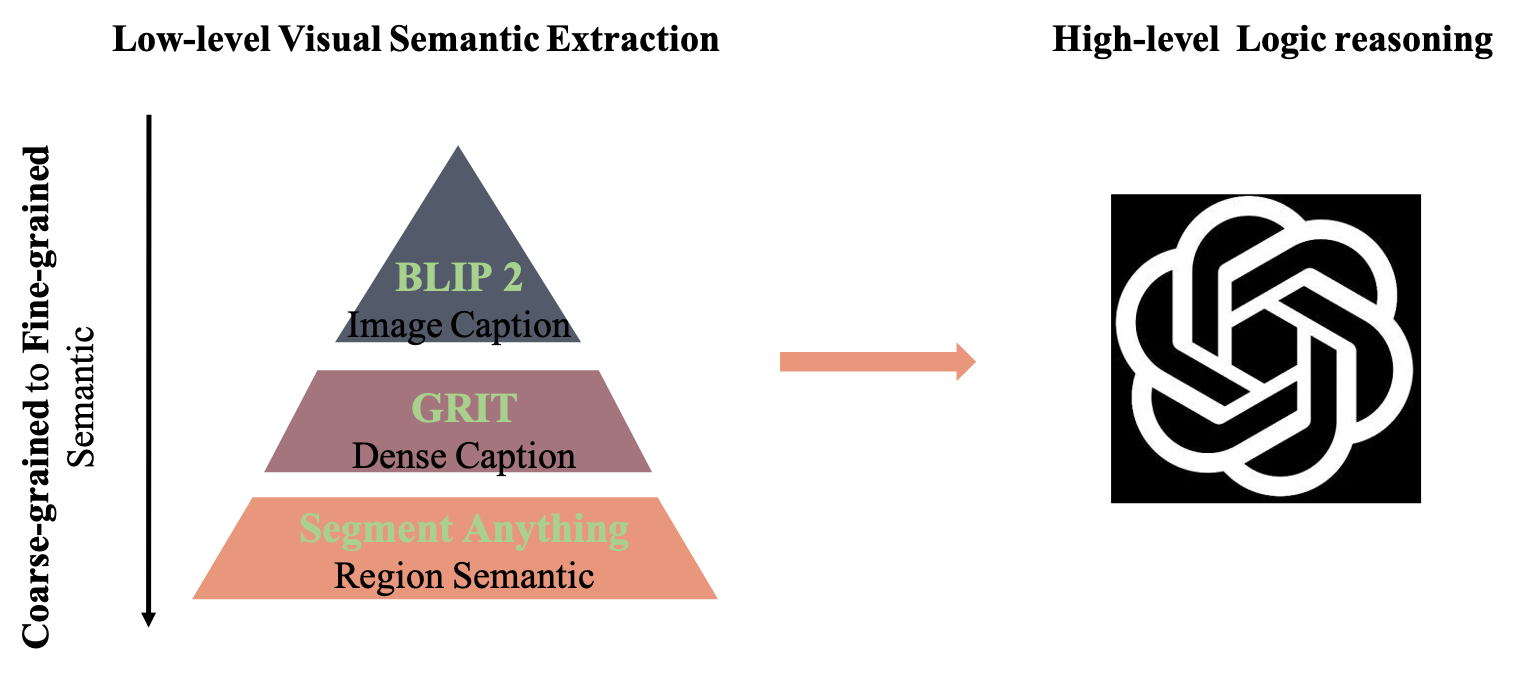 Low-level Visual Semantic Extraction
High-level Logic reasoning
Coarse-grained to Fine-grained
Semantic
BLIP 2
Image Caption
GRIT
Dense Caption
Segment Anything
Region Semantic